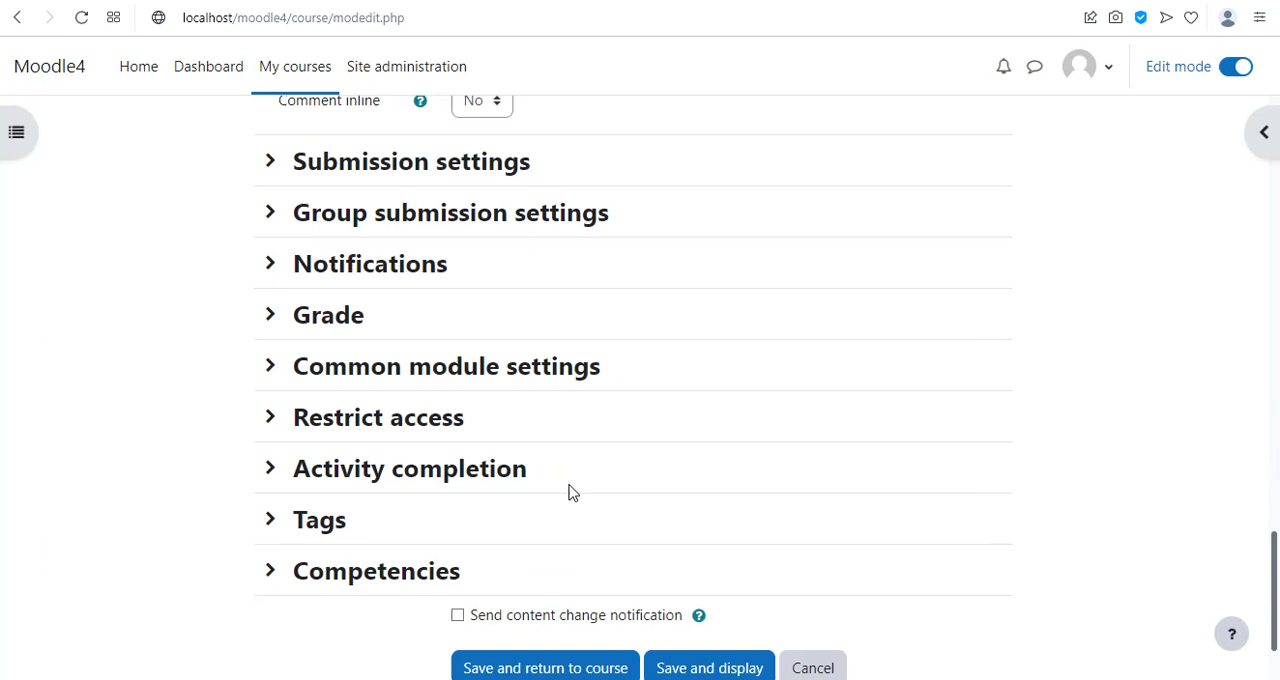 localhost/moodle4/course/modedit.php
Moodle4 Home Dashboard My courses Site administration Edit mode
Comment inline ? No
Submission settings
Group submission settings
Notifications
Grade
Common module settings
Restrict access
Activity completion
Tags
Competencies
Send content change notification ?
?
Save and return to course Save and display Cancel